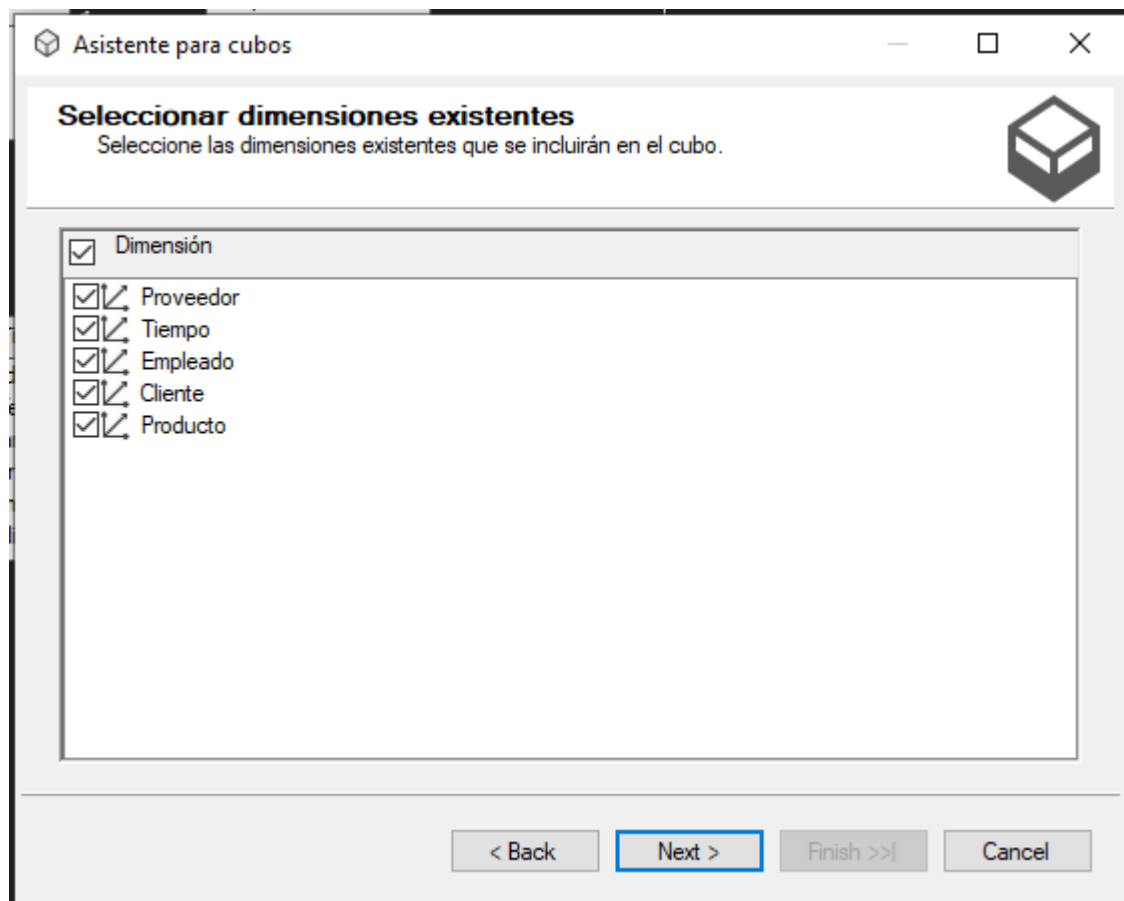 Asistente para cubos
Seleccionar dimensiones existentes
Seleccione las dimensiones existentes que se incluirán en el cubo.
Dimensión
Proveedor
Tiempo
Empleado
Cliente
Producto
< Back Next > Finish >>| Cancel